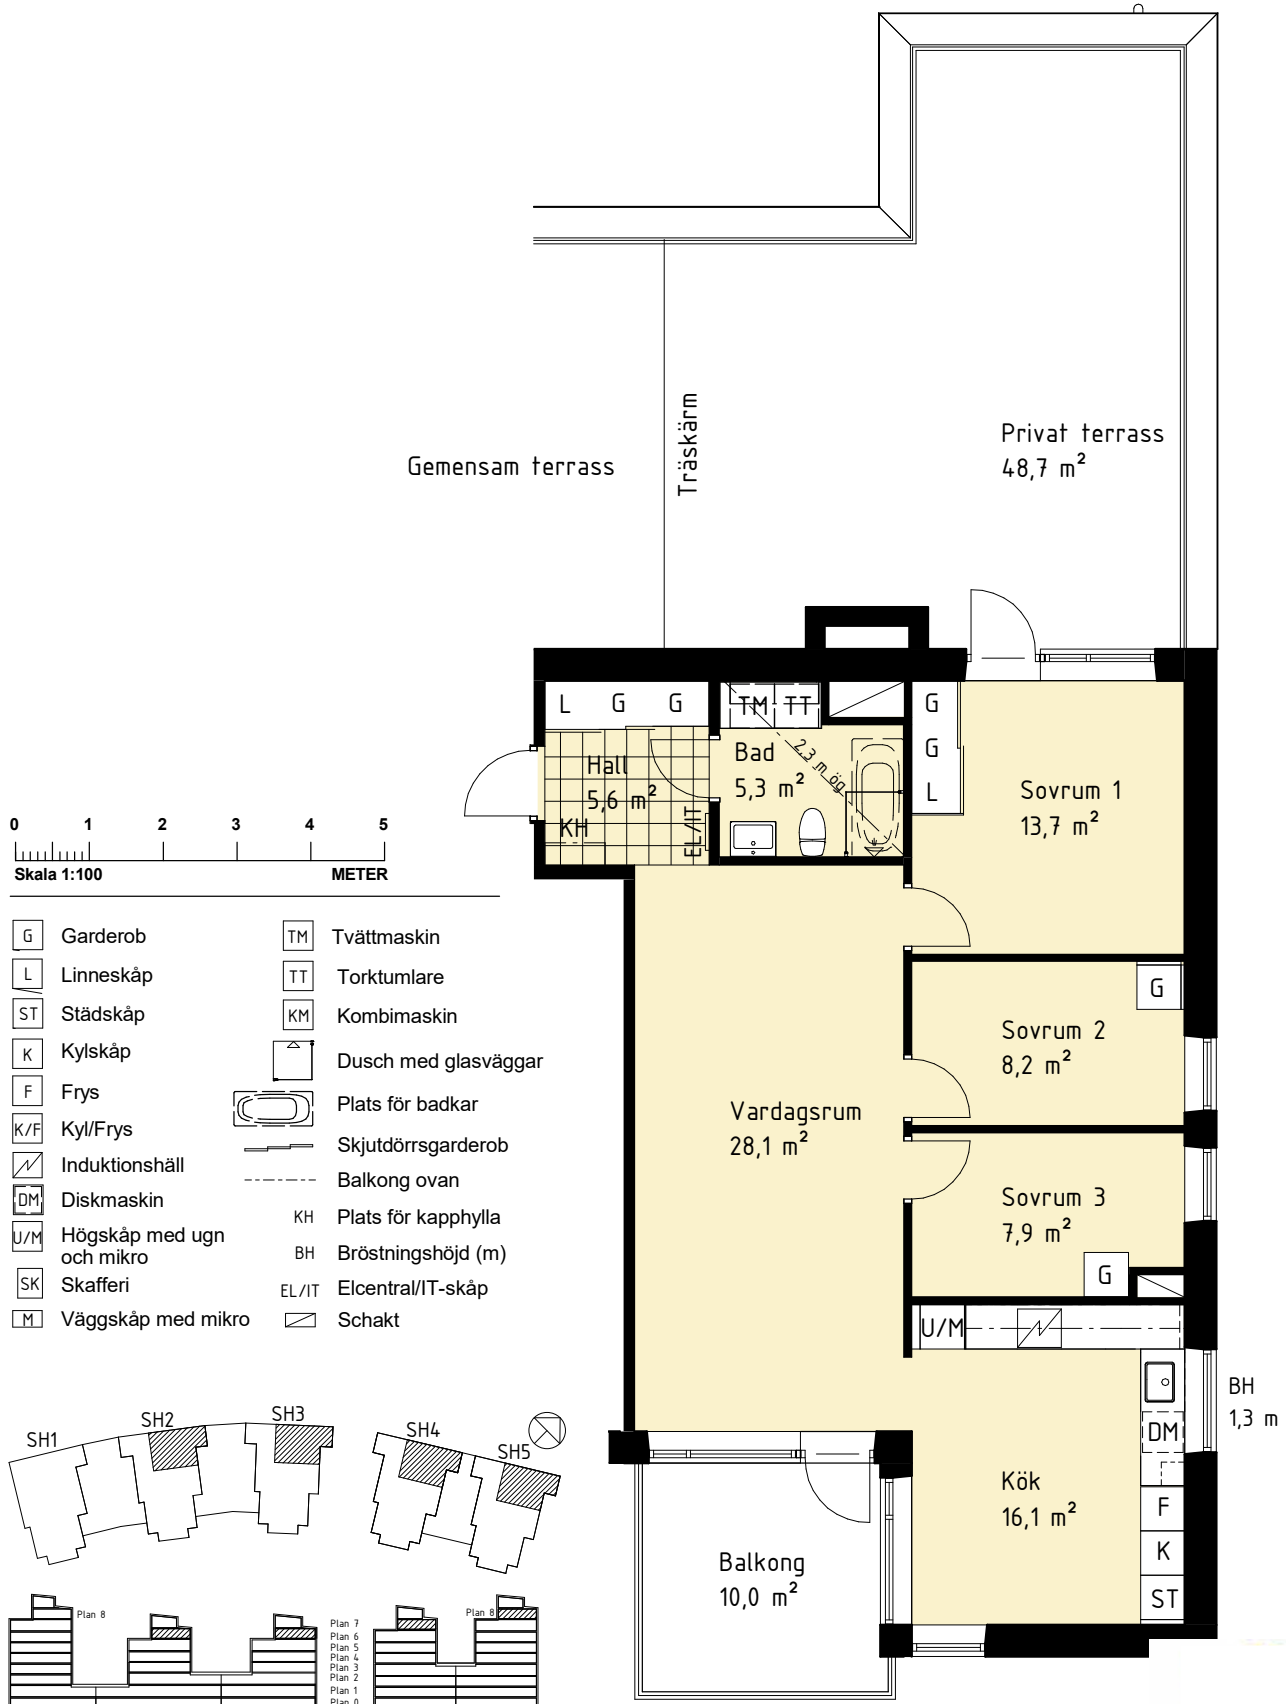 Privat terrass
48,7 m²
Träskärm
Gemensam terrass
L G G
TM TT
G
G
L
Hall
5,6 m²
KH
EL/IT
Bad
5,3 m²
2,3 m ög
Sovrum 1
13,7 m²
0 1 2 3 4 5
Skala 1:100 METER
G Garderob
L Linneskåp
ST Städskåp
K Kylskåp
F Frys
K/F Kyl/Frys
Induktionshäll
DM Diskmaskin
U/M Högskåp med ugn
och mikro
SK Skafferi
M Väggskåp med mikro
TM Tvättmaskin
TT Torktumlare
KM Kombimaskin
Dusch med glasväggar
Plats för badkar
Skjutdörrsgarderob
Balkong ovan
KH Plats för kapphylla
BH Bröstningshöjd (m)
EL/IT Elcentral/IT-skåp
Schakt
G
Sovrum 2
8,2 m²
Vardagsrum
28,1 m²
Sovrum 3
7,9 m²
G
U/M
BH
1,3 m
DM
Kök
16,1 m²
F
K
ST
Balkong
10,0 m²
SH1
SH2
SH3
SH4
SH5
Plan 8
Plan 8
Plan 7
Plan 6
Plan 5
Plan 4
Plan 3
Plan 2
Plan 1
Plan 0